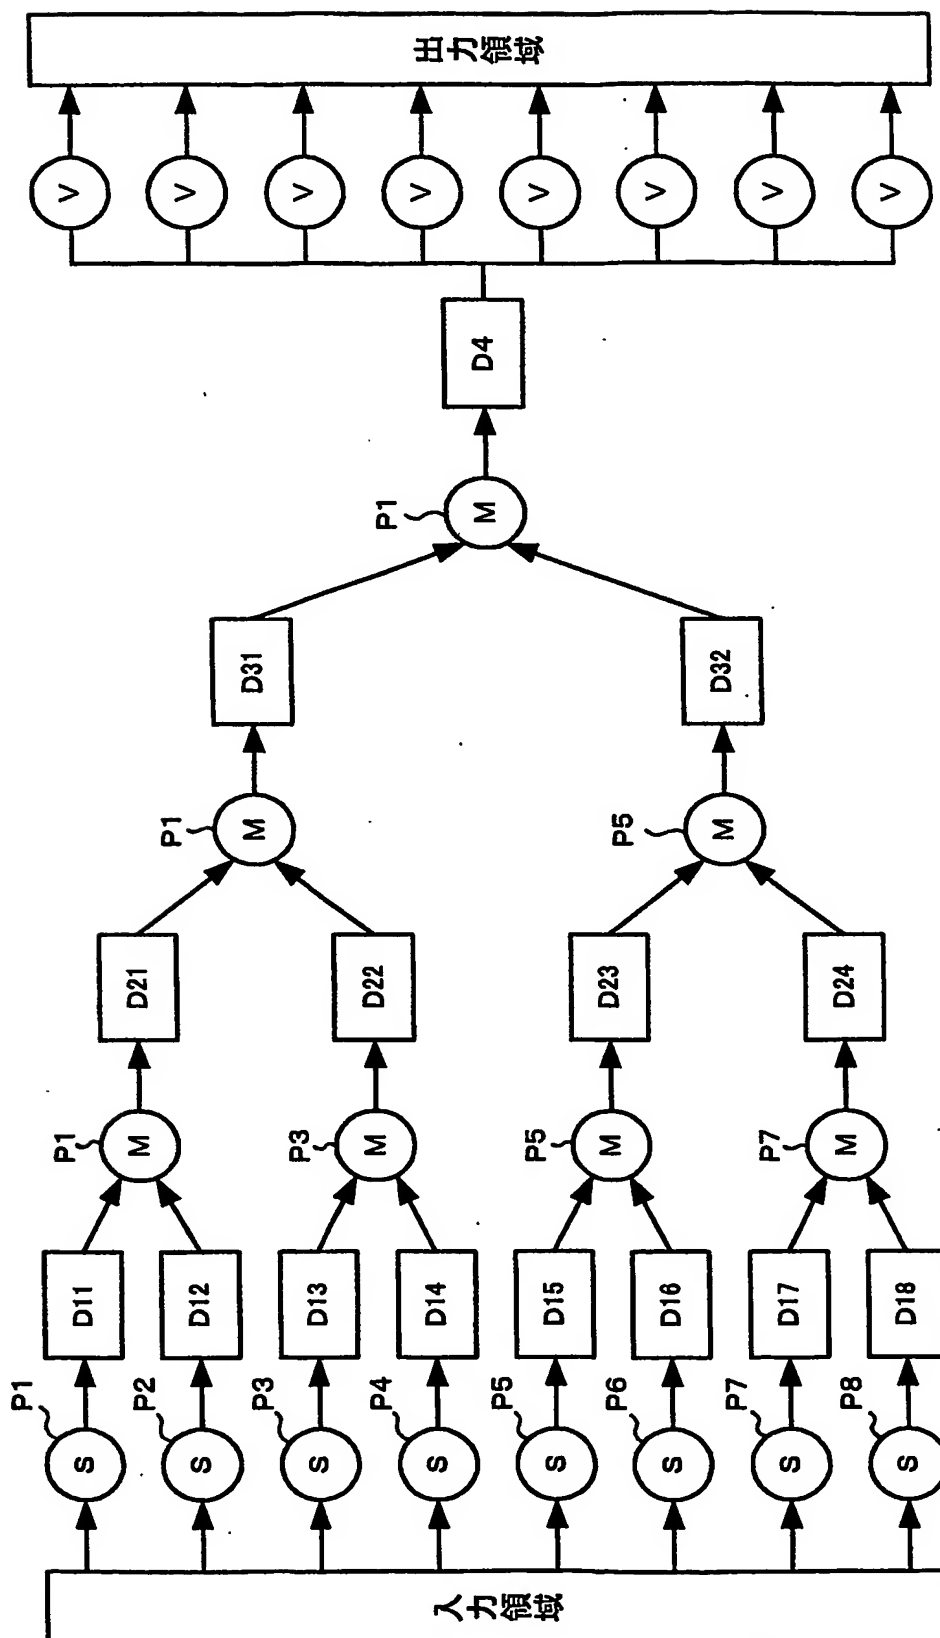 入力領域
P1
P2
P3
P4
P5
P6
P7
P8
S
S
S
S
S
S
S
S
D11
D12
D13
D14
D15
D16
D17
D18
P1
P3
P5
P7
M
M
M
M
D21
D22
D23
D24
P1
P5
M
M
D31
D32
P1
M
D4
V
V
V
V
V
V
V
V
出力領域